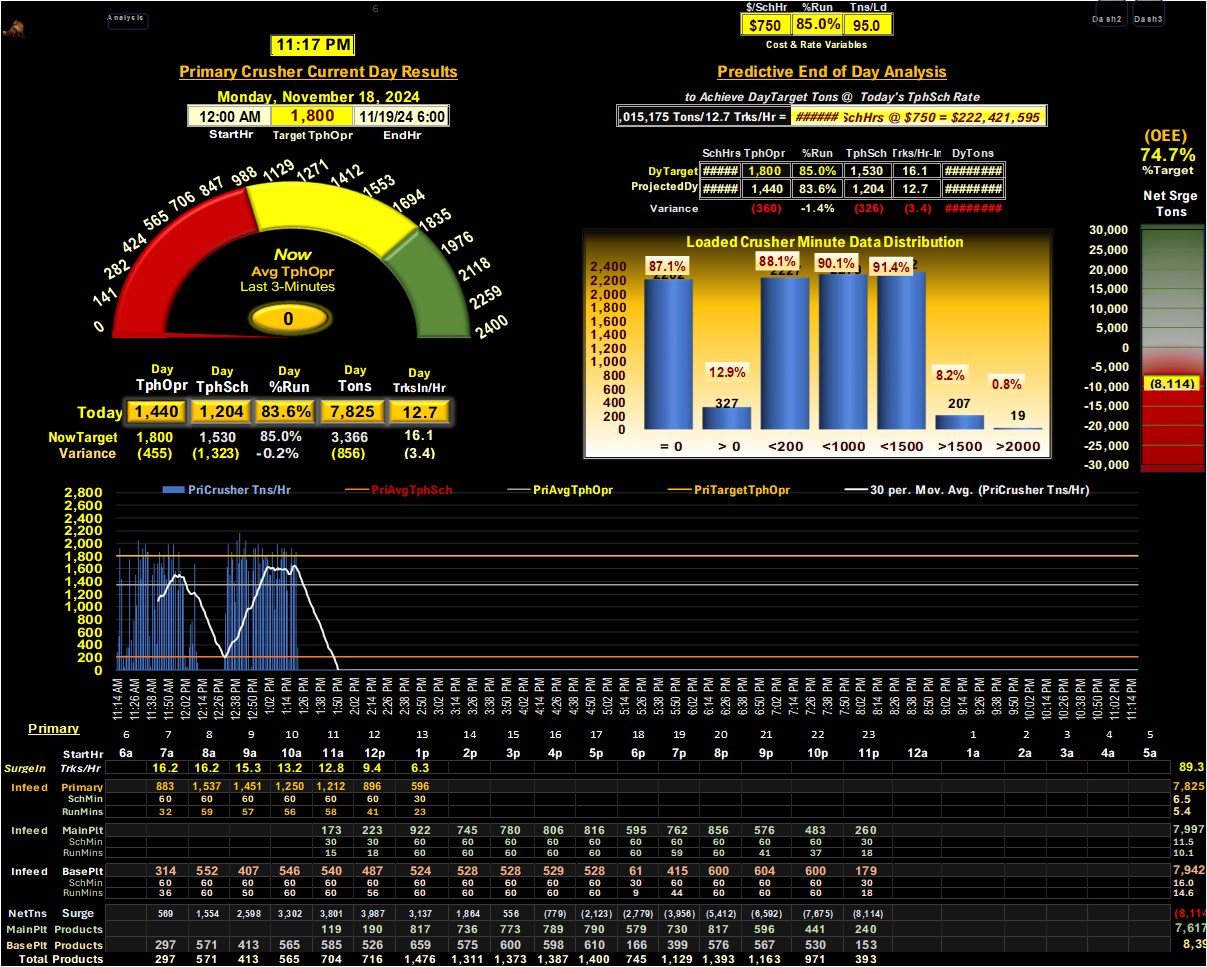 6
Analysis
$/SchHr %Run Tns/Ld
$750 85.0% 95.0
Cost & Rate Variables
Dash2 Dash3
11:17 PM
Primary Crusher Current Day Results
Monday, November 18, 2024
12:00 AM 1,800 11/19/24 6:00
StartHr Target TphOpr EndHr
Predictive End of Day Analysis
to Achieve DayTarget Tons @ Today's TphSch Rate
,015,175 Tons/12.7 Trks/Hr = ###### SchHrs @ $750 = $222,421,595
(OEE)
74.7%
%Target
SchHrs TphOpr %Run TphSch Trks/Hr-In DyTons
DyTarget ##### 1,800 85.0% 1,530 16.1 ########
ProjectedDy ##### 1,440 83.6% 1,204 12.7 ########
Variance (360) -1.4% (326) (3.4) ########
0 141 282 424 565 706 847 988 1129 1271 1412 1553 1694 1835 1976 2118 2259 2400
Now
Avg TphOpr
Last 3-Minutes
0
Day Day Day Day Day
TphOpr TphSch %Run Tons TrksIn/Hr
Today 1,440 1,204 83.6% 7,825 12.7
NowTarget 1,800 1,530 85.0% 3,366 16.1
Variance (455) (1,323) -0.2% (856) (3.4)
Loaded Crusher Minute Data Distribution
2,400
2,200
2,000
1,800
1,600
1,400
1,200
1,000
800
600
400
200
0
87.1% 12.9% 88.1% 90.1% 91.4% 8.2% 0.8%
327 207 19
= 0 > 0 <200 <1000 <1500 >1500 >2000
Net Srge
Tons
30,000
25,000
20,000
15,000
10,000
5,000
0
-5,000
-10,000
-15,000
-20,000
-25,000
-30,000
(8,114)
PriCrusher Tns/Hr PriAvgTphSch PriAvgTphOpr PriTargetTphOpr 30 per. Mov. Avg. (PriCrusher Tns/Hr)
2,800
2,600
2,400
2,200
2,000
1,800
1,600
1,400
1,200
1,000
800
600
400
200
0
11:14 AM 11:26 AM 11:38 AM 11:50 AM 12:02 PM 12:14 PM 12:26 PM 12:38 PM 12:50 PM 1:02 PM 1:14 PM 1:26 PM 1:38 PM 1:50 PM 2:02 PM 2:14 PM 2:26 PM 2:38 PM 2:50 PM 3:02 PM 3:14 PM 3:26 PM 3:38 PM 3:50 PM 4:02 PM 4:14 PM 4:26 PM 4:38 PM 4:50 PM 5:02 PM 5:14 PM 5:26 PM 5:38 PM 5:50 PM 6:02 PM 6:14 PM 6:26 PM 6:38 PM 6:50 PM 7:02 PM 7:14 PM 7:26 PM 7:38 PM 7:50 PM 8:02 PM 8:14 PM 8:26 PM 8:38 PM 8:50 PM 9:02 PM 9:14 PM 9:26 PM 9:38 PM 9:50 PM 10:02 PM 10:14 PM 10:26 PM 10:38 PM 10:50 PM 11:02 PM 11:14 PM
Primary 6 7 8 9 10 11 12 13 14 15 16 17 18 19 20 21 22 23 1 2 3 4 5
StartHr 6a 7a 8a 9a 10a 11a 12p 1p 2p 3p 4p 5p 6p 7p 8p 9p 10p 11p 12a 1a 2a 3a 4a 5a
SurgeIn Trks/Hr 16.2 16.2 15.3 13.2 12.8 9.4 6.3 89.3
Infeed Primary 883 1,537 1,451 1,250 1,212 896 596 7,825
SchMin 60 60 60 60 60 60 30 6.5
RunMins 32 59 57 56 58 41 23 5.4
Infeed MainPlt 173 223 922 745 780 806 816 595 762 856 576 483 260 7,997
SchMin 30 30 60 60 60 60 60 60 60 60 60 60 30 11.5
RunMins 15 18 60 60 60 60 60 60 59 60 41 37 18 10.1
Infeed BasePlt 314 552 407 546 540 487 524 528 528 529 528 61 415 600 604 600 179 7,942
SchMin 60 60 60 60 60 60 60 60 60 60 60 30 60 60 60 60 30 16.0
RunMins 36 60 50 60 60 56 60 60 60 60 60 9 44 60 60 60 18 14.6
NetTns Surge 569 1,554 2,598 3,302 3,801 3,987 3,137 1,864 556 (779) (2,123) (2,779) (3,956) (5,412) (6,592) (7,675) (8,114) (8,114
MainPlt Products 119 190 817 736 773 789 790 579 730 817 596 441 240 7,617
BasePlt Products 297 571 413 565 585 526 659 575 600 598 610 166 399 576 567 530 153 8,39
Total Products 297 571 413 565 704 716 1,476 1,311 1,373 1,387 1,400 745 1,129 1,393 1,163 971 393